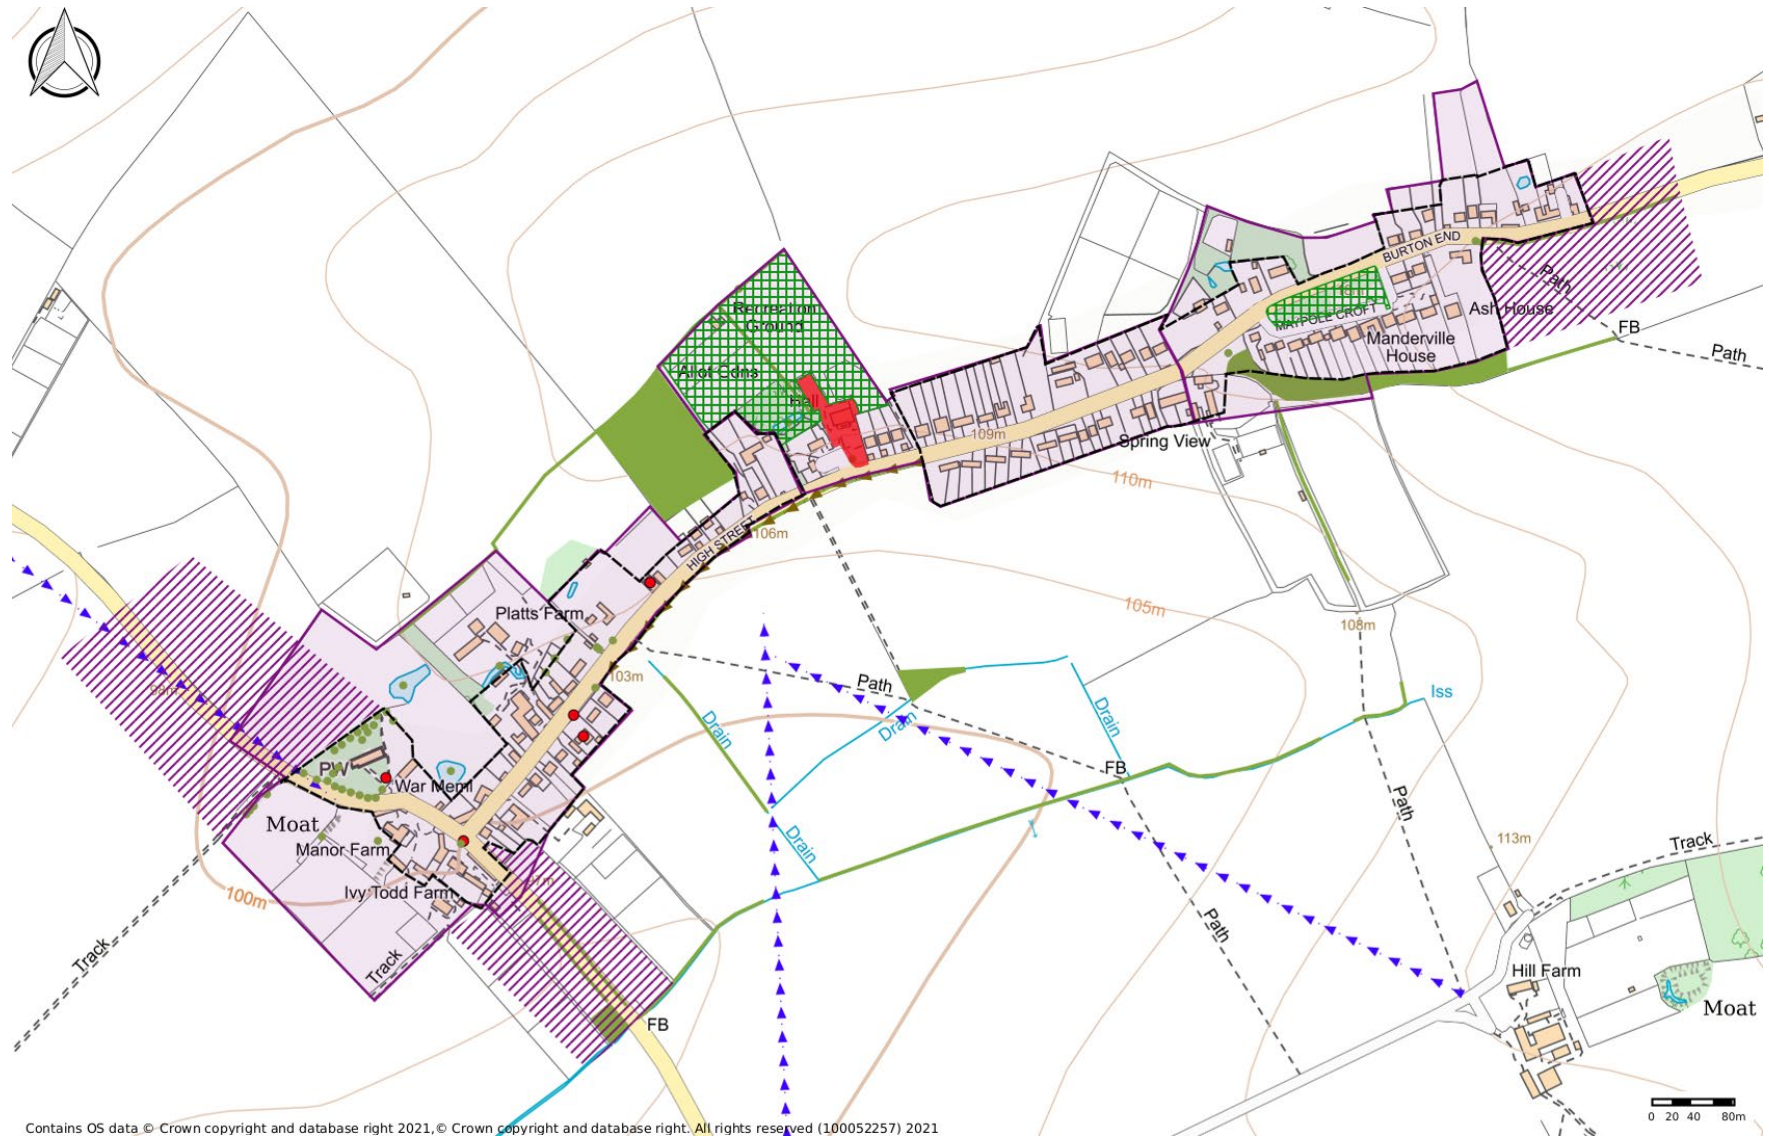 Recreation
Ground
Allot Gdns
Hall
BURTON END
Path
Ash House
MAYPOLE CROFT
Manderville
House
FB
Path
109m
Spring View
110m
HIGH STREET
106m
Platts Farm
105m
108m
103m
98m
Path
Iss
Drain
Drain
Drain
PW
War Meml
FB
Moat
Manor Farm
Drain
Path
113m
Track
Ivy Todd Farm
100m
Path
Track
Track
Hill Farm
Moat
FB
0 20 40 80m
Contains OS data © Crown copyright and database right 2021,© Crown copyright and database right. All rights reserved (100052257) 2021